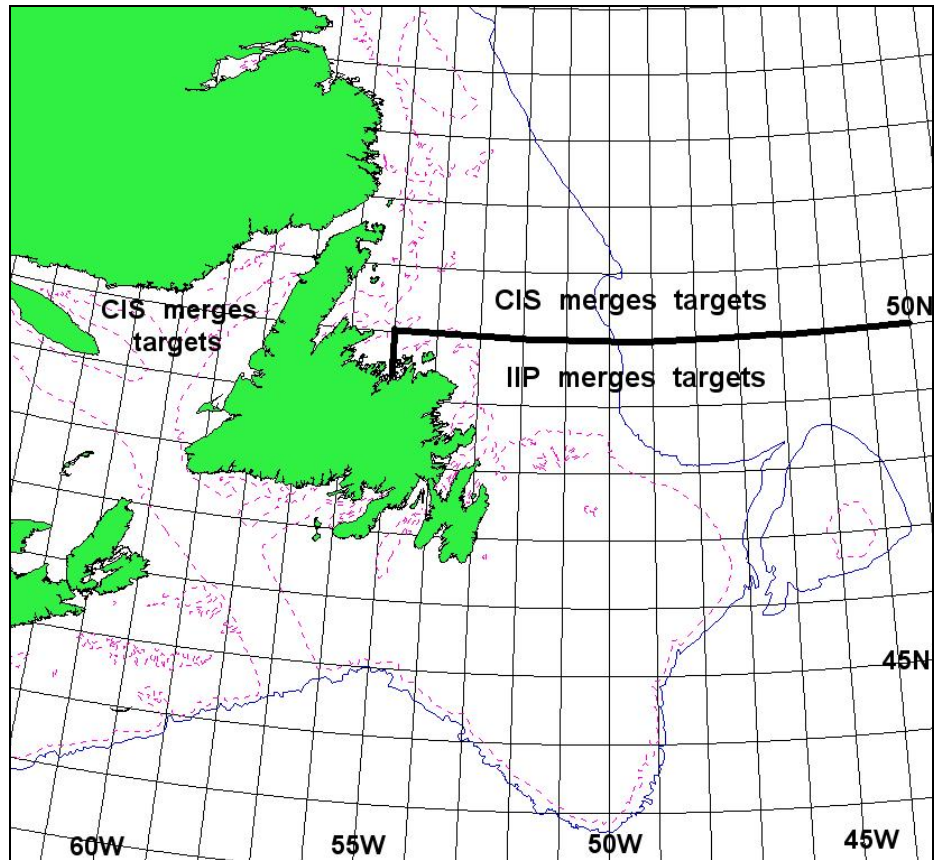 CIS merges targets
50N
CIS merges
targets
IIP merges targets
45N
60W
55W
50W
45W